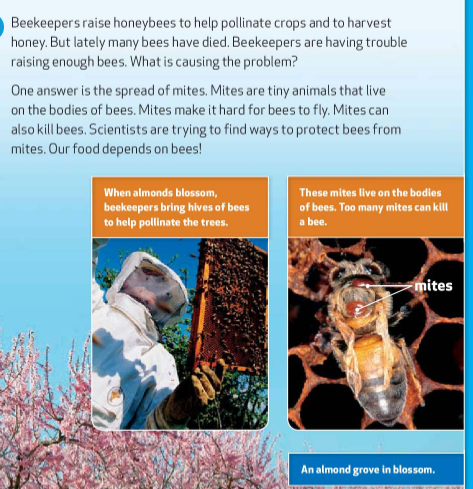 Beekeepers raise honeybees to help pollinate crops and to harvest
honey. But lately many bees have died. Beekeepers are having trouble
raising enough bees. What is causing the problem?
One answer is the spread of mites. Mites are tiny animals that live
on the bodies of bees. Mites make it hard for bees to fly. Mites can
also kill bees. Scientists are trying to find ways to protect bees from
mites. Our food depends on bees!
When almonds blossom,
beekeepers bring hives of bees
to help pollinate the trees.
These mites live on the bodies
of bees. Too many mites can kill
a bee.
mites
An almond grove in blossom.